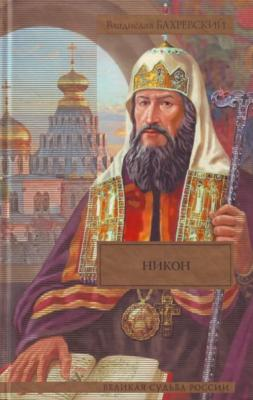 Владислав БАХРЕВСКИЙ
НИКОН
ВЕЛИКАЯ СУДЬБА РОССИИ